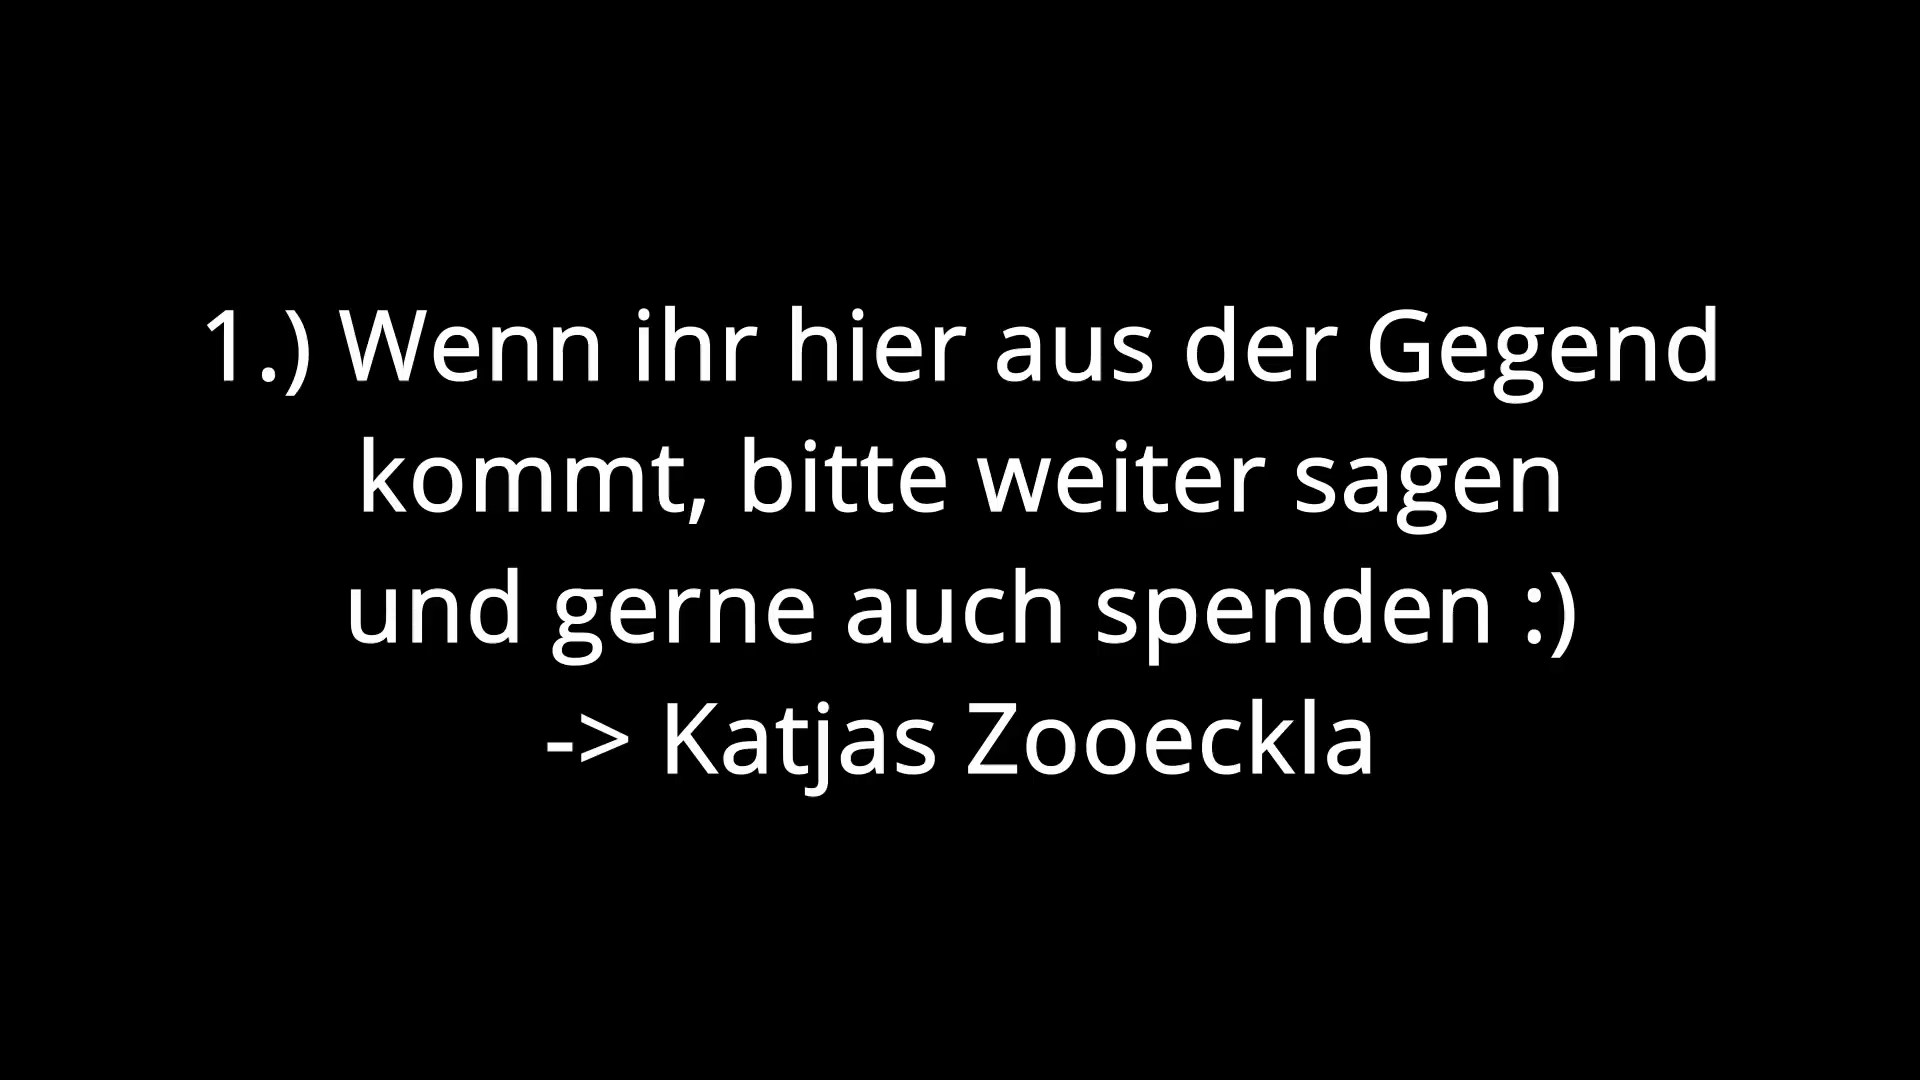 1.) Wenn ihr hier aus der Gegend
kommt, bitte weiter sagen
und gerne auch spenden :)
-> Katjas Zooeckla